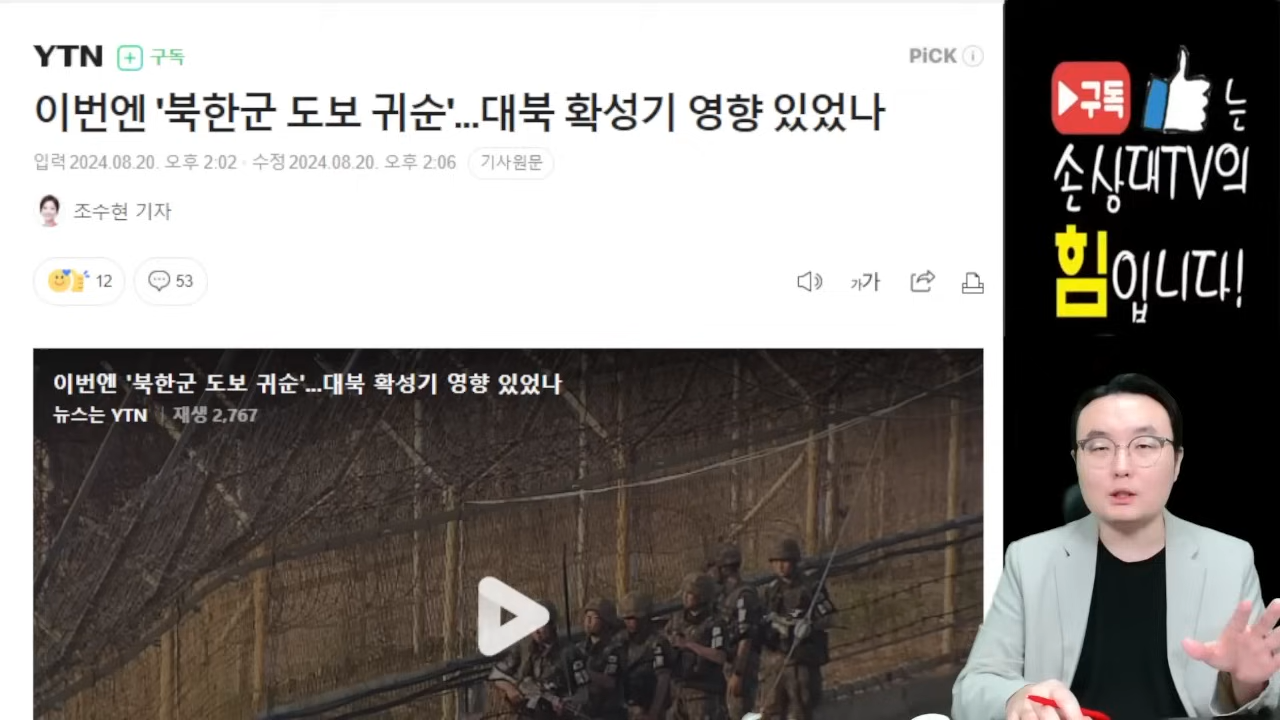 YTN + 구독
PiCK i
이번엔 '북한군 도보 귀순'...대북 확성기 영향 있었나
입력 2024.08.20. 오후 2:02 · 수정 2024.08.20. 오후 2:06 기사원문
조수현 기자
12 53
가가
이번엔 '북한군 도보 귀순'...대북 확성기 영향 있었나
뉴스는 YTN | 재생 2,767
구독 는
손상대TV의
힘입니다!